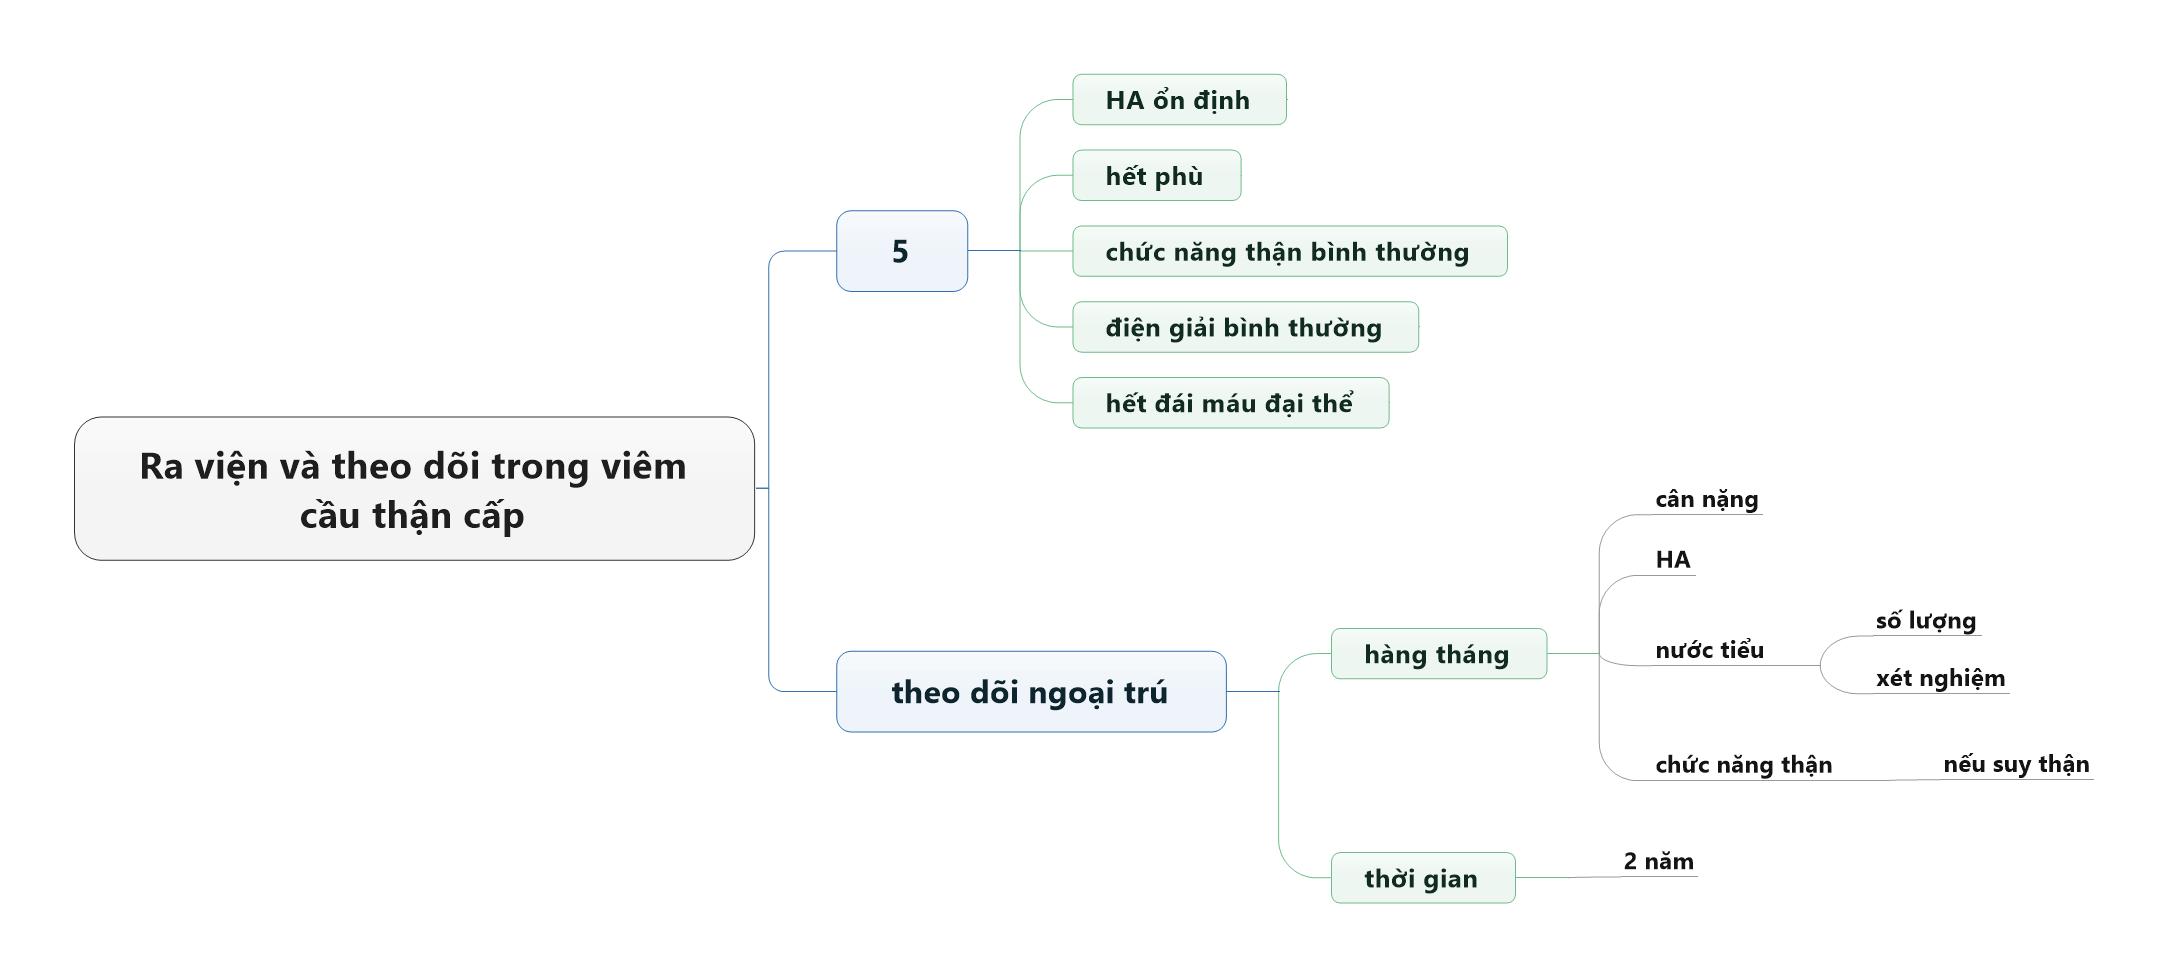 Ra viện và theo dõi trong viêm
cầu thận cấp
5
HA ổn định
hết phù
chức năng thận bình thường
điện giải bình thường
hết đái máu đại thể
theo dõi ngoại trú
hàng tháng
cân nặng
HA
nước tiểu
số lượng
xét nghiệm
chức năng thận
nếu suy thận
thời gian
2 năm